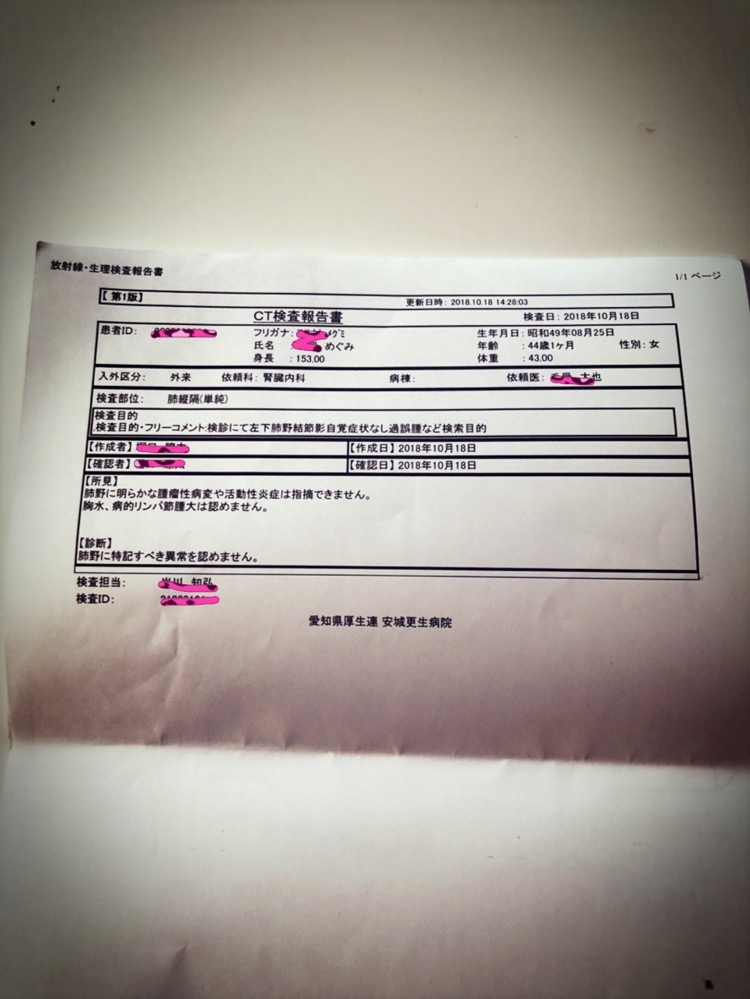 放射線・生理検査報告書
1/1 ページ
【 第1版】 更新日時: 2018.10.18 14:28:03
CT検査報告書 検査日: 2018年10月18日
患者ID: フリガナ: メグミ 生年月日: 昭和49年08月25日
氏名 めぐみ 年齢 : 44歳1ヶ月 性別: 女
身長 : 153.00 体重 : 43.00
入外区分: 外来 依頼科: 腎臓内科 病棟: 依頼医:
検査部位: 肺縦隔(単純)
検査目的
検査目的・フリーコメント:検診にて左下肺野結節影自覚症状なし過誤腫など検索目的
【作成者】 【作成日】2018年10月18日
【確認者】 【確認日】2018年10月18日
【所見】
肺野に明らかな腫瘤性病変や活動性炎症は指摘できません。
胸水、病的リンパ節腫大は認めません。
【診断】
肺野に特記すべき異常を認めません。
検査担当:
検査ID:
愛知県厚生連 安城更生病院